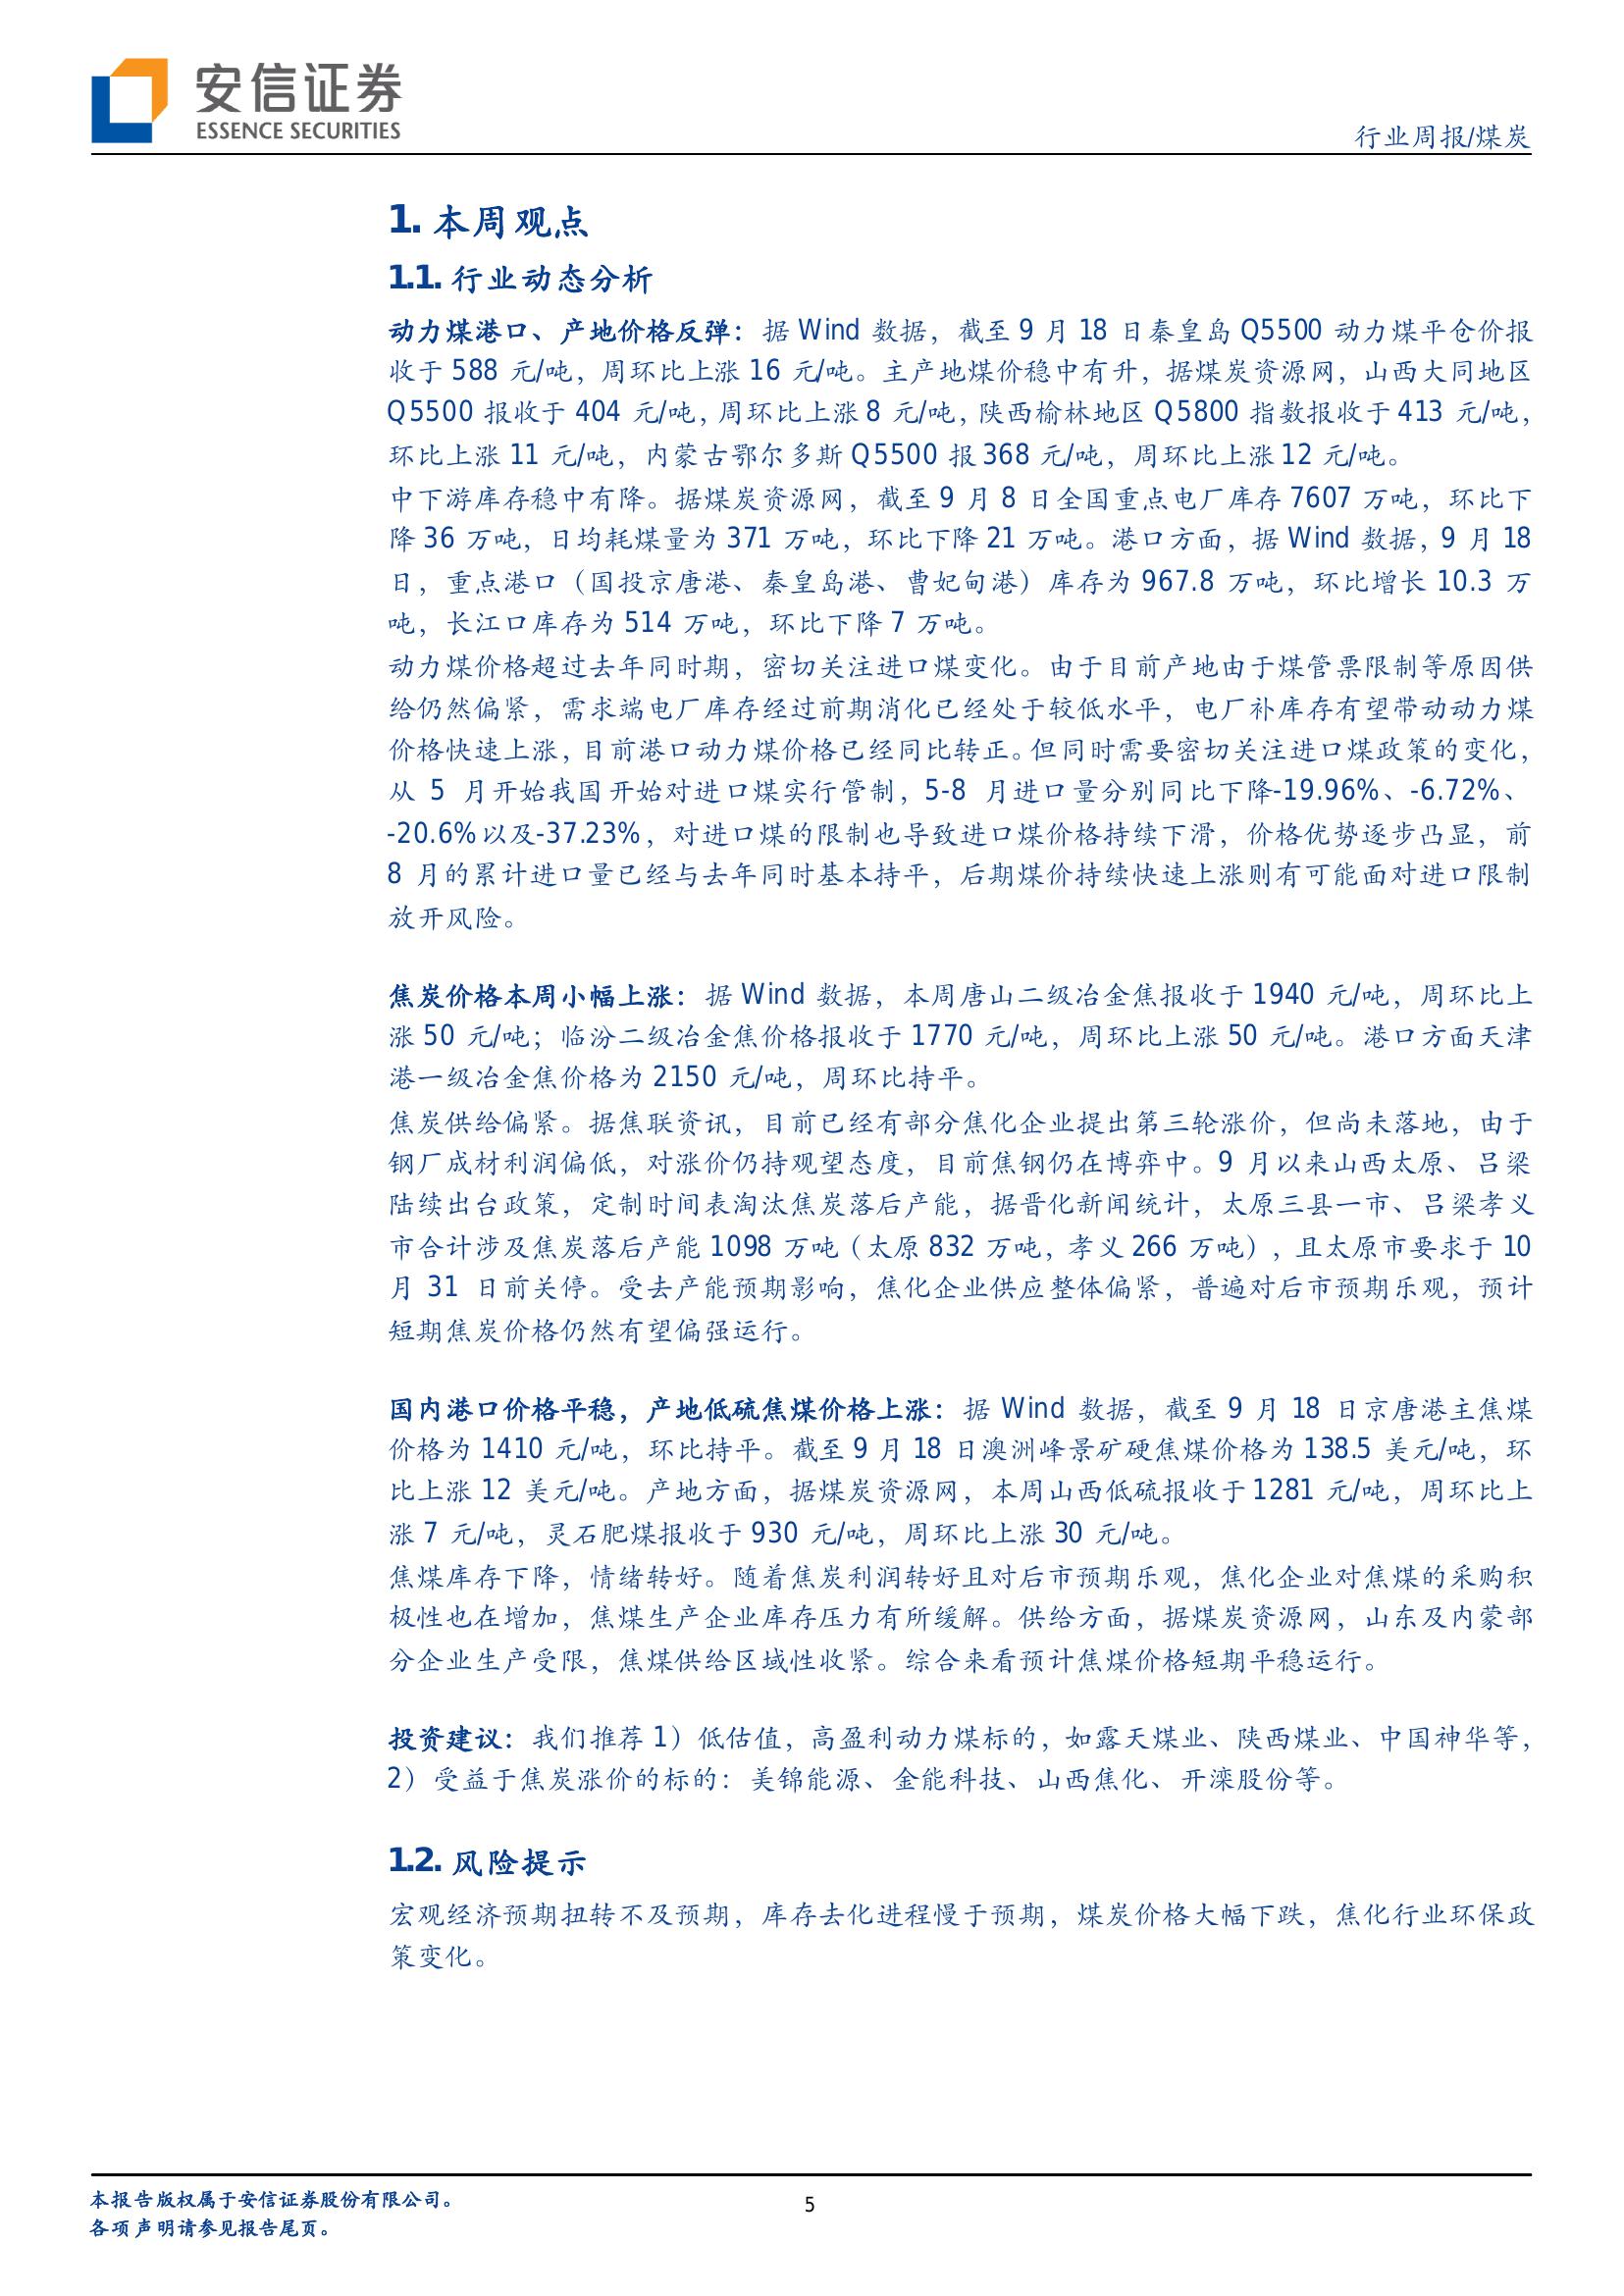 安信证券
ESSENCE SECURITIES
行业周报/煤炭
1. 本周观点
1.1. 行业动态分析
动力煤港口、产地价格反弹：据 Wind 数据，截至 9 月 18 日秦皇岛 Q5500 动力煤平仓价报
收于 588 元/吨，周环比上涨 16 元/吨。主产地煤价稳中有升，据煤炭资源网，山西大同地区
Q5500 报收于 404 元/吨，周环比上涨 8 元/吨，陕西榆林地区 Q5800 指数报收于 413 元/吨，
环比上涨 11 元/吨，内蒙古鄂尔多斯 Q5500 报 368 元/吨，周环比上涨 12 元/吨。
中下游库存稳中有降。据煤炭资源网，截至 9 月 8 日全国重点电厂库存 7607 万吨，环比下
降 36 万吨，日均耗煤量为 371 万吨，环比下降 21 万吨。港口方面，据 Wind 数据，9 月 18
日，重点港口（国投京唐港、秦皇岛港、曹妃甸港）库存为 967.8 万吨，环比增长 10.3 万
吨，长江口库存为 514 万吨，环比下降 7 万吨。
动力煤价格超过去年同时期，密切关注进口煤变化。由于目前产地由于煤管票限制等原因供
给仍然偏紧，需求端电厂库存经过前期消化已经处于较低水平，电厂补库存有望带动动力煤
价格快速上涨，目前港口动力煤价格已经同比转正。但同时需要密切关注进口煤政策的变化，
从 5 月开始我国开始对进口煤实行管制，5-8 月进口量分别同比下降-19.96%、-6.72%、
-20.6%以及-37.23%，对进口煤的限制也导致进口煤价格持续下滑，价格优势逐步凸显，前
8 月的累计进口量已经与去年同时基本持平，后期煤价持续快速上涨则有可能面对进口限制
放开风险。
焦炭价格本周小幅上涨：据 Wind 数据，本周唐山二级冶金焦报收于 1940 元/吨，周环比上
涨 50 元/吨；临汾二级冶金焦价格报收于 1770 元/吨，周环比上涨 50 元/吨。港口方面天津
港一级冶金焦价格为 2150 元/吨，周环比持平。
焦炭供给偏紧。据焦联资讯，目前已经有部分焦化企业提出第三轮涨价，但尚未落地，由于
钢厂成材利润偏低，对涨价仍持观望态度，目前焦钢仍在博弈中。9 月以来山西太原、吕梁
陆续出台政策，定制时间表淘汰焦炭落后产能，据晋化新闻统计，太原三县一市、吕梁孝义
市合计涉及焦炭落后产能 1098 万吨（太原 832 万吨，孝义 266 万吨），且太原市要求于 10
月 31 日前关停。受去产能预期影响，焦化企业供应整体偏紧，普遍对后市预期乐观，预计
短期焦炭价格仍然有望偏强运行。
国内港口价格平稳，产地低硫焦煤价格上涨：据 Wind 数据，截至 9 月 18 日京唐港主焦煤
价格为 1410 元/吨，环比持平。截至 9 月 18 日澳洲峰景矿硬焦煤价格为 138.5 美元/吨，环
比上涨 12 美元/吨。产地方面，据煤炭资源网，本周山西低硫报收于 1281 元/吨，周环比上
涨 7 元/吨，灵石肥煤报收于 930 元/吨，周环比上涨 30 元/吨。
焦煤库存下降，情绪转好。随着焦炭利润转好且对后市预期乐观，焦化企业对焦煤的采购积
极性也在增加，焦煤生产企业库存压力有所缓解。供给方面，据煤炭资源网，山东及内蒙部
分企业生产受限，焦煤供给区域性收紧。综合来看预计焦煤价格短期平稳运行。
投资建议：我们推荐 1）低估值，高盈利动力煤标的，如露天煤业、陕西煤业、中国神华等，
2）受益于焦炭涨价的标的：美锦能源、金能科技、山西焦化、开滦股份等。
1.2. 风险提示
宏观经济预期扭转不及预期，库存去化进程慢于预期，煤炭价格大幅下跌，焦化行业环保政
策变化。
本报告版权属于安信证券股份有限公司。
各项声明请参见报告尾页。
5